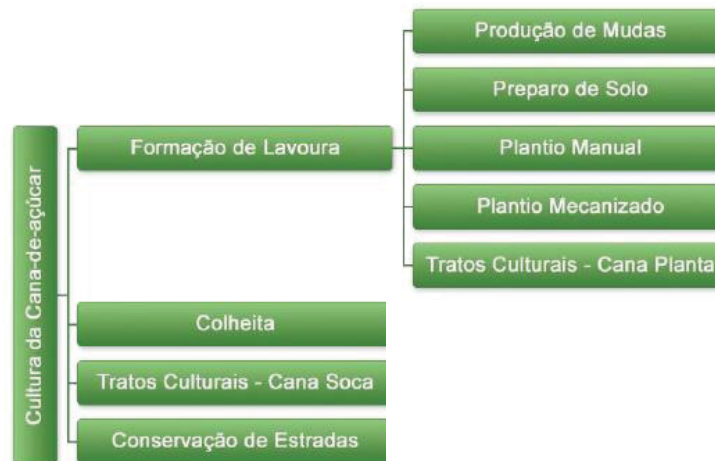 Cultura da Cana-de-açúcar
Formação de Lavoura
Produção de Mudas
Preparo de Solo
Plantio Manual
Plantio Mecanizado
Tratos Culturais - Cana Planta
Colheita
Tratos Culturais - Cana Soca
Conservação de Estradas